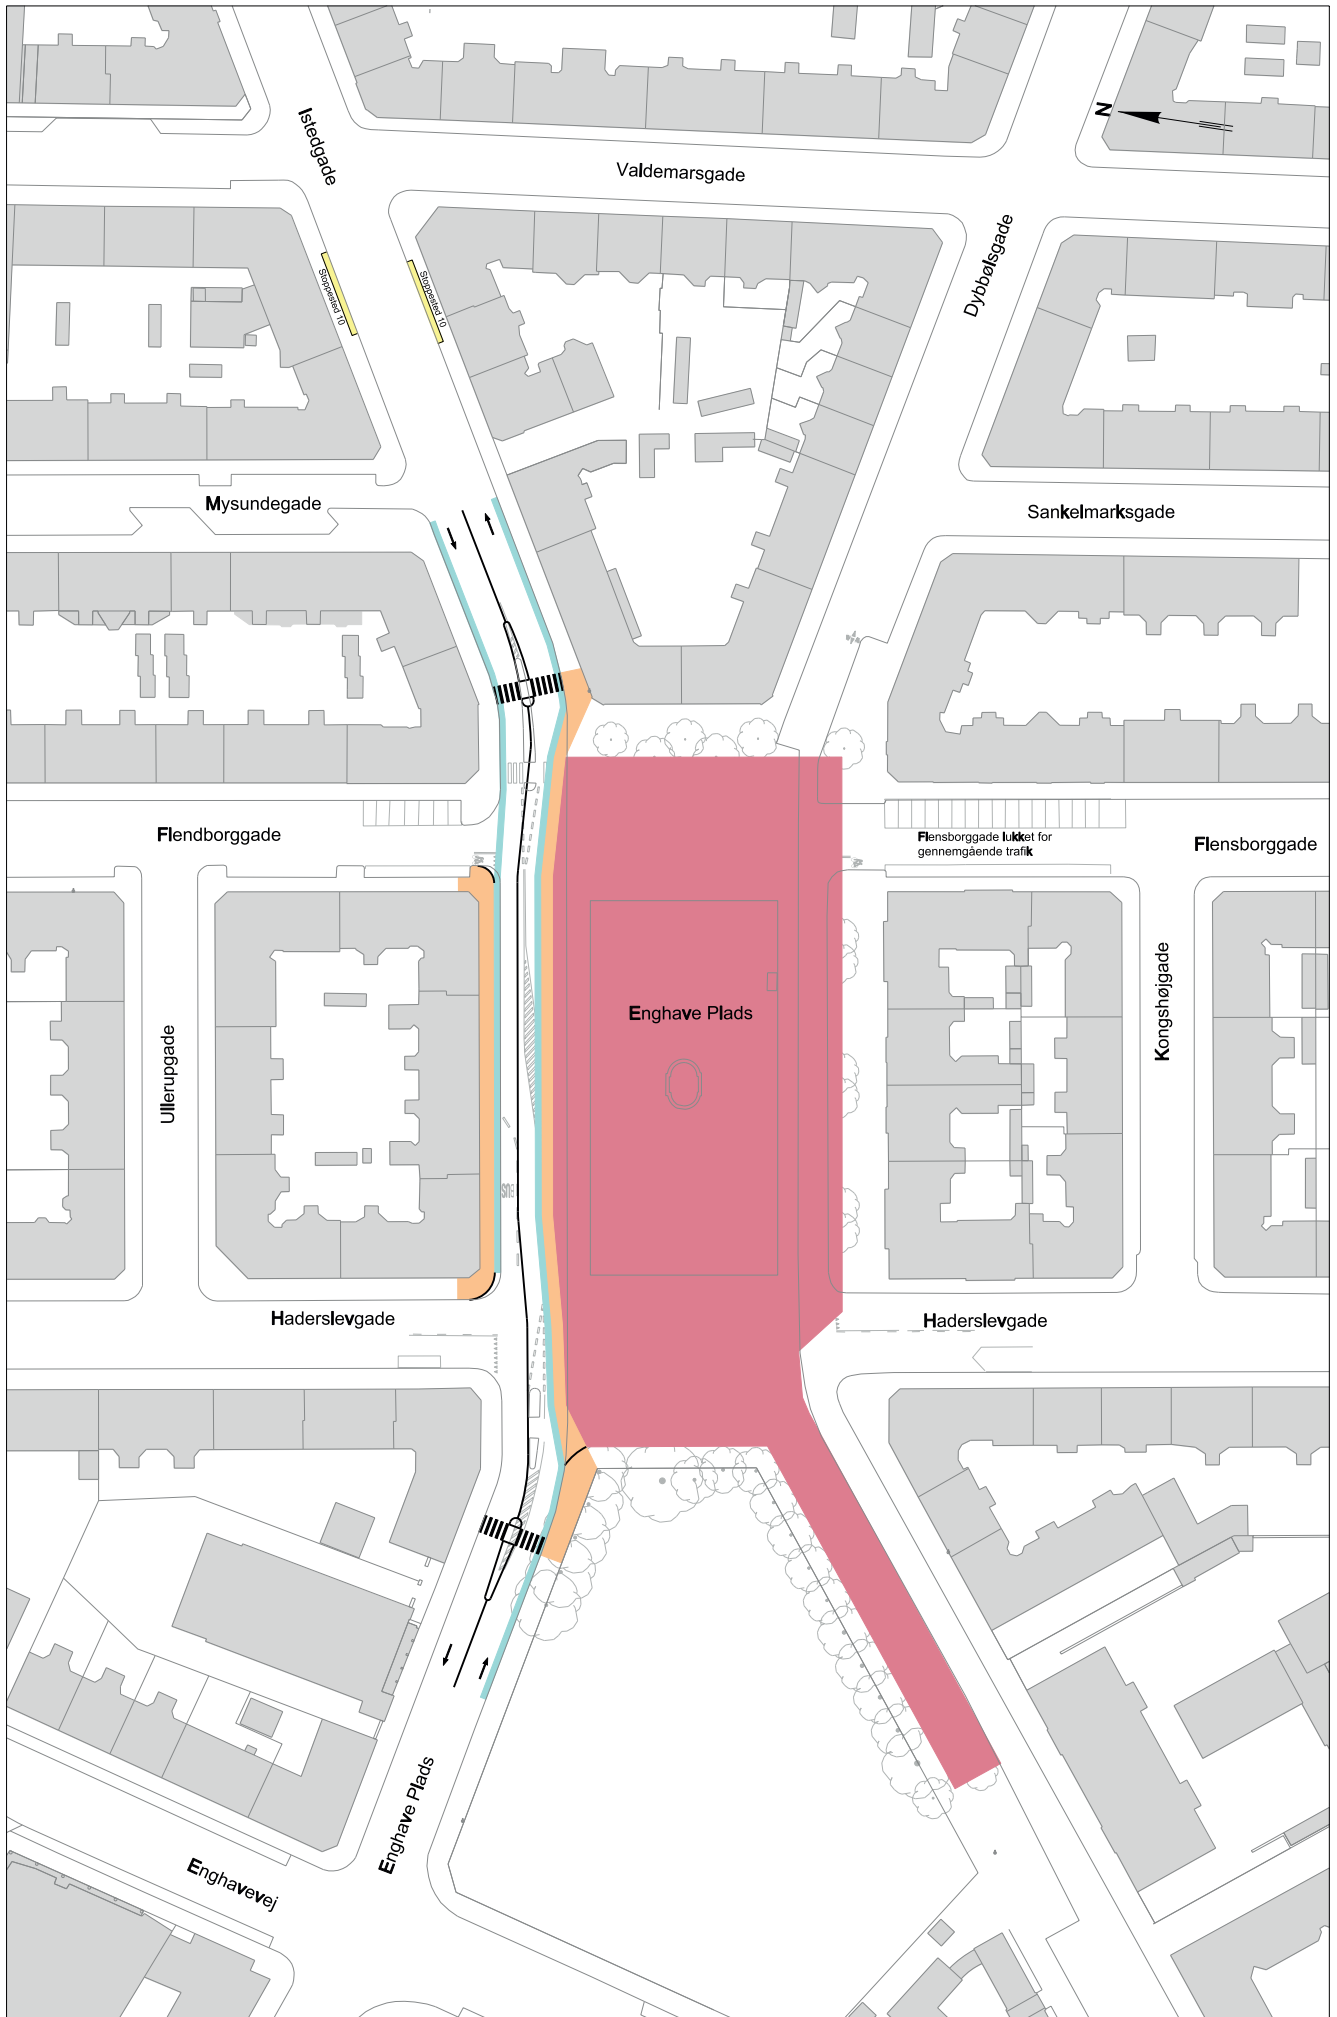 N
Istedgade
Valdemarsgade
Dybbølsgade
Stoppested 10
Stoppested 10
Mysundegade
Sankelmarksgade
Flendborggade
Flensborggade lukket for
gennemgående trafik
Flensborggade
Enghave Plads
Ullerupgade
Kongshøjgade
BUS
Haderslevgade
Haderslevgade
Enghave Plads
Enghavevej